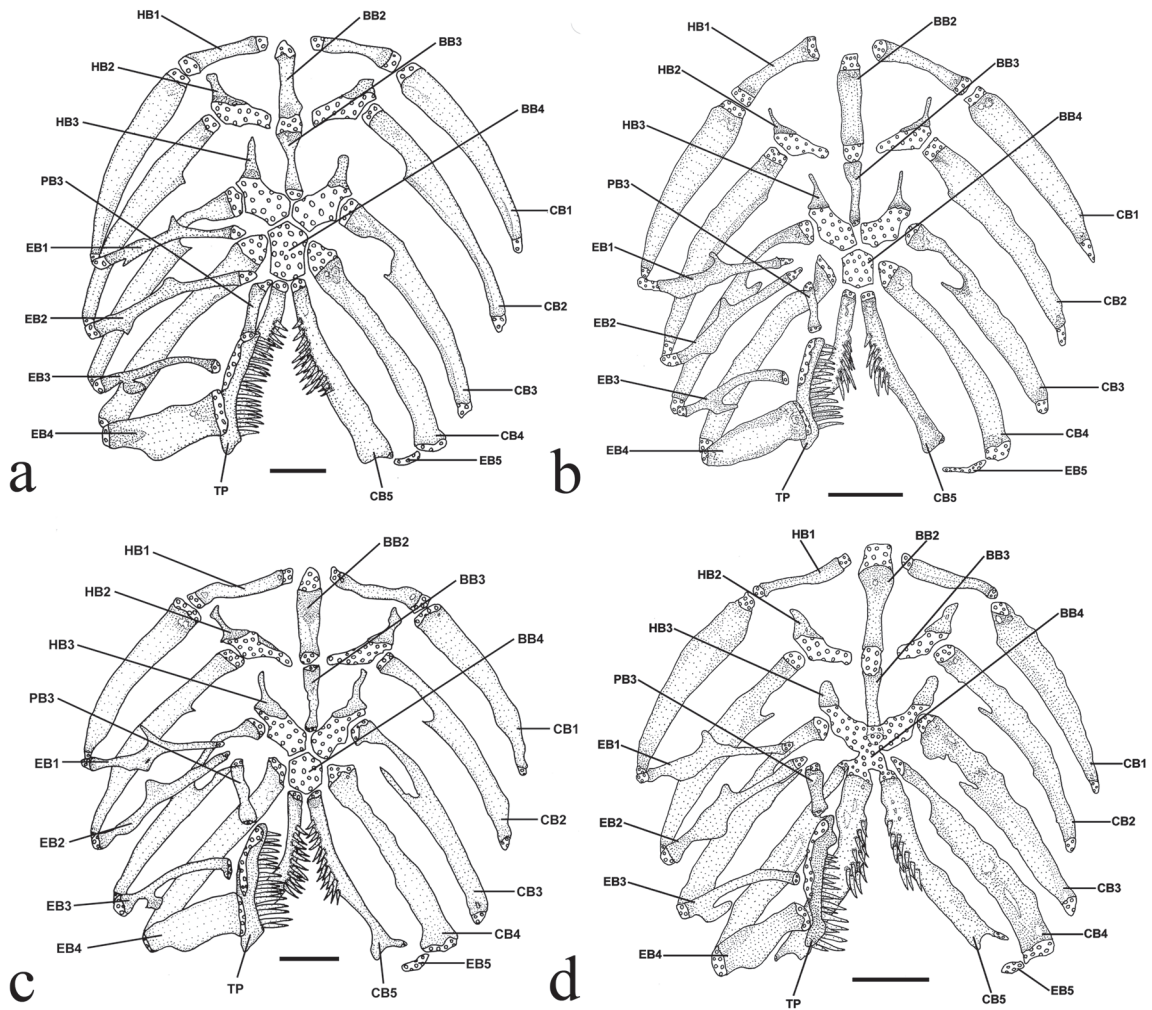 HB1
BB2
BB3
HB2
HB3
BB4
PB3
CB1
EB1
CB2
EB2
EB3
CB3
EB4
CB4
EB5
TP
CB5
a
BB2
HB1
BB3
HB2
HB3
BB4
PB3
CB1
EB1
CB2
EB2
EB3
CB3
CB4
EB4
EB5
TP
CB5
b
BB2
HB1
BB3
HB2
HB3
BB4
PB3
CB1
EB1
CB2
EB2
CB3
EB3
CB4
EB4
EB5
TP
CB5
c
HB1
BB2
BB3
HB2
HB3
BB4
PB3
CB1
EB1
CB2
EB2
EB3
CB3
CB4
EB4
EB5
CB5
TP
d